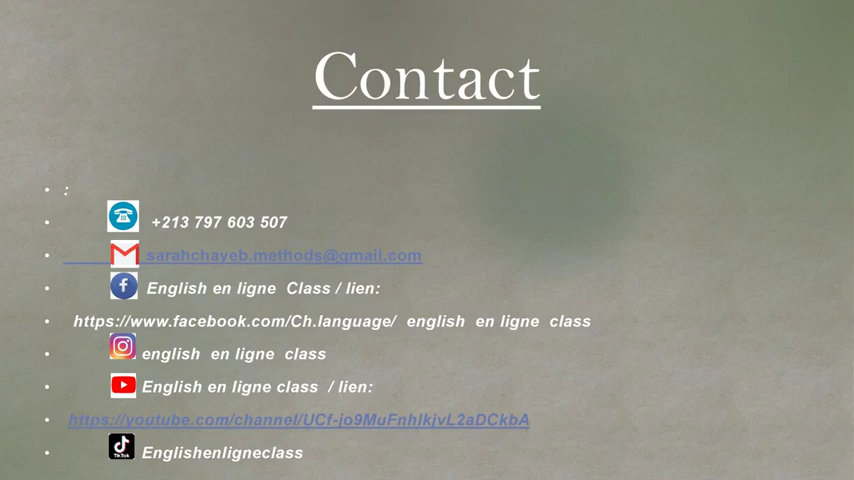 Contact
• :
• +213 797 603 507
• sarahchayeb.methods@gmail.com
• English en ligne Class / lien:
• https://www.facebook.com/Ch.language/ english en ligne class
• english en ligne class
• English en ligne class / lien:
• https://youtube.com/channel/UCf-jo9MuFnhIkjvL2aDCkbA
• TikTok Englishenligneclass